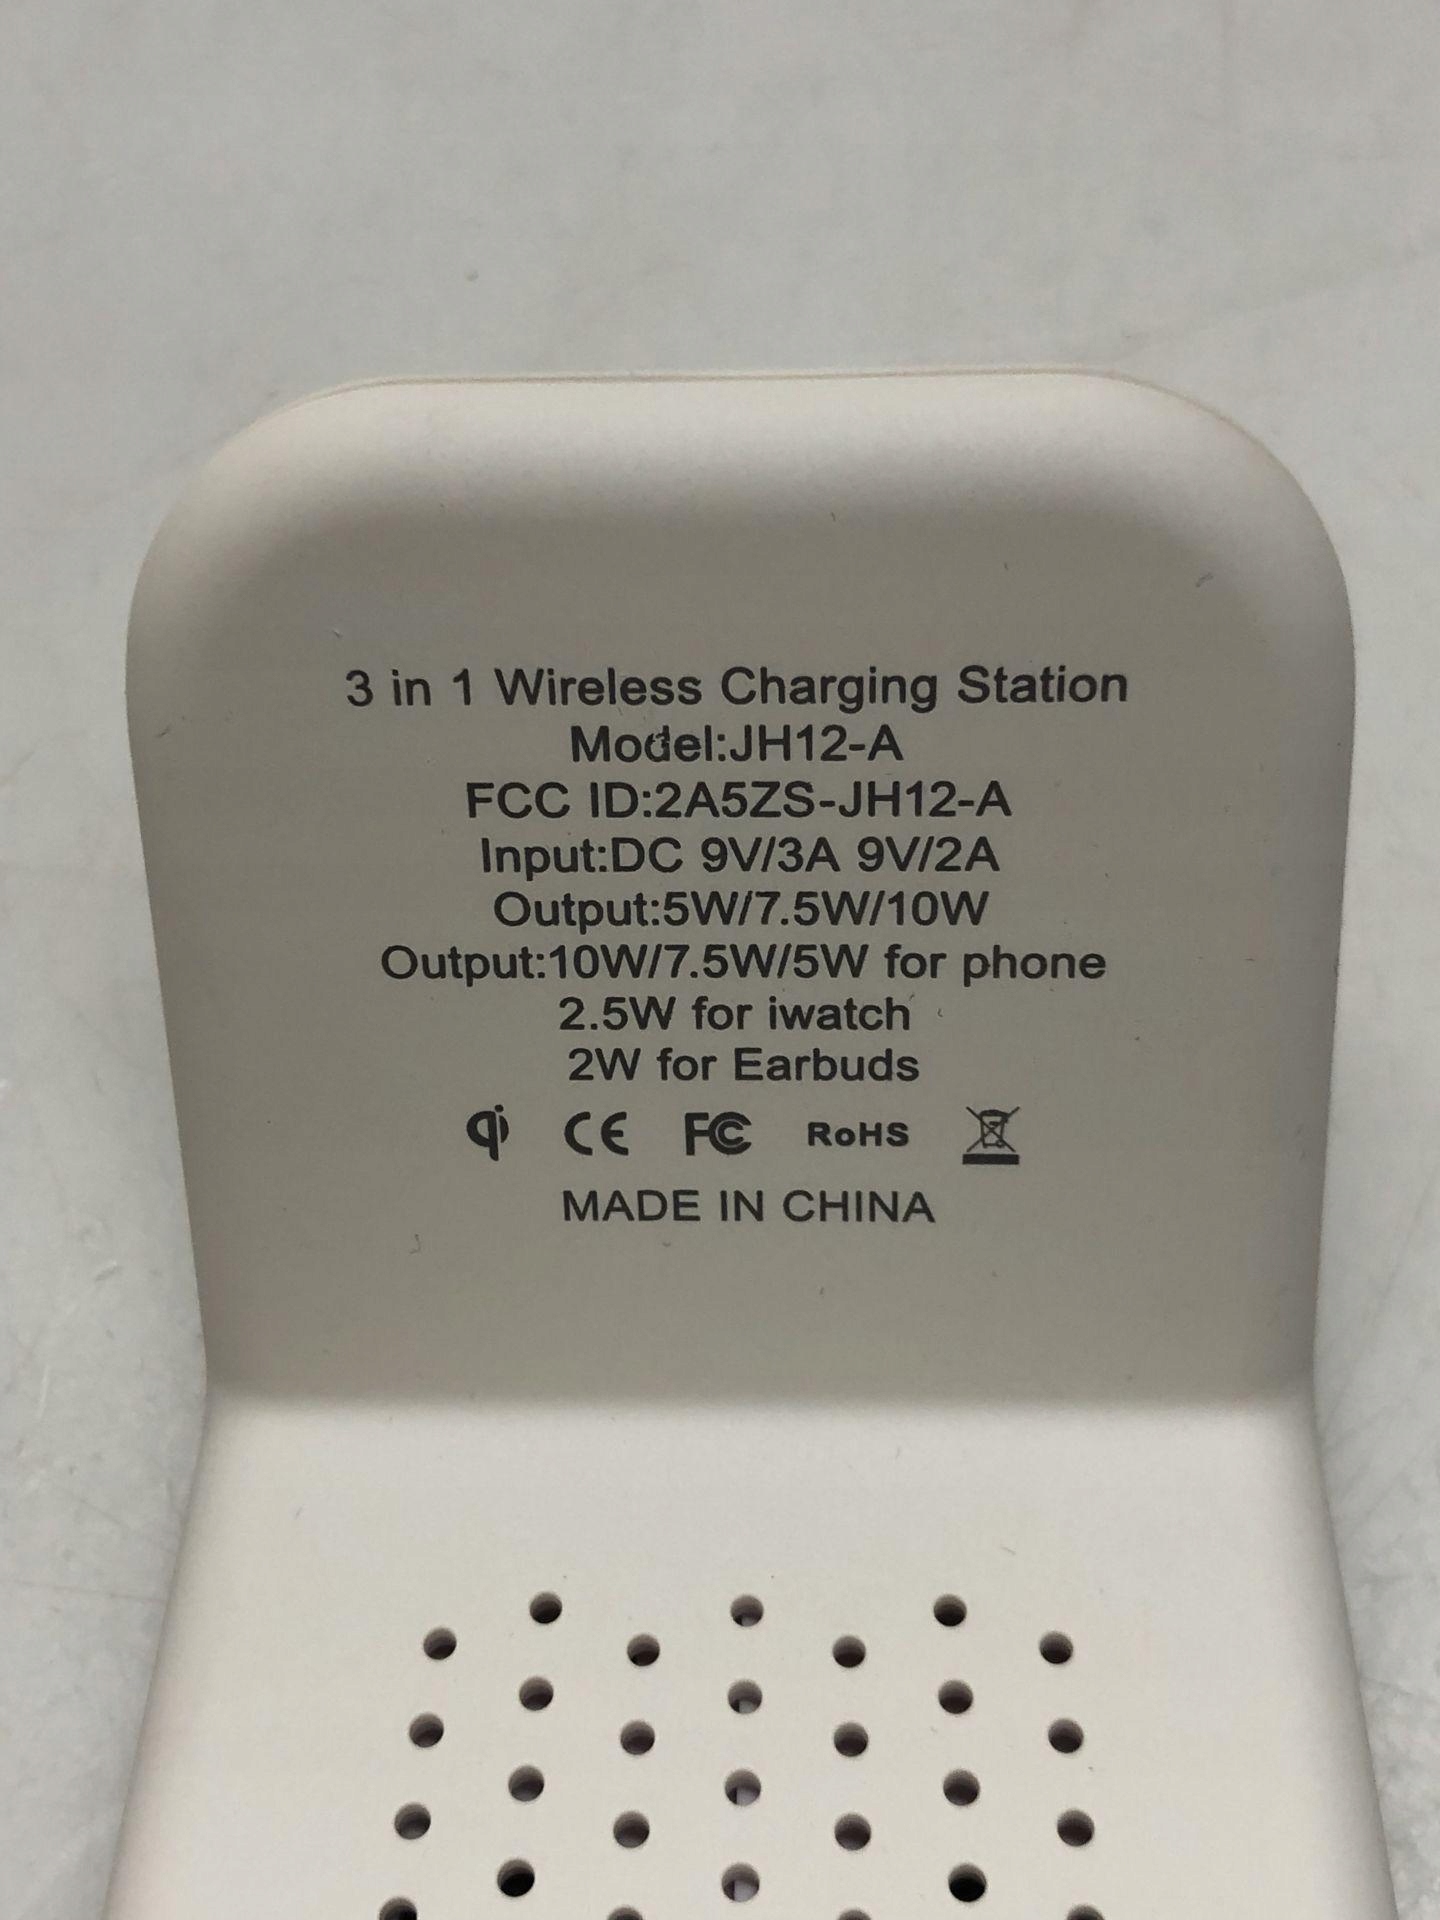 3 in 1 Wireless Charging Station
Model:JH12-A
FCC ID:2A5ZS-JH12-A
Input:DC 9V/3A 9V/2A
Output:5W/7.5W/10W
Output:10W/7.5W/5W for phone
2.5W for iwatch
2W for Earbuds
qi CE FC RoHS
MADE IN CHINA